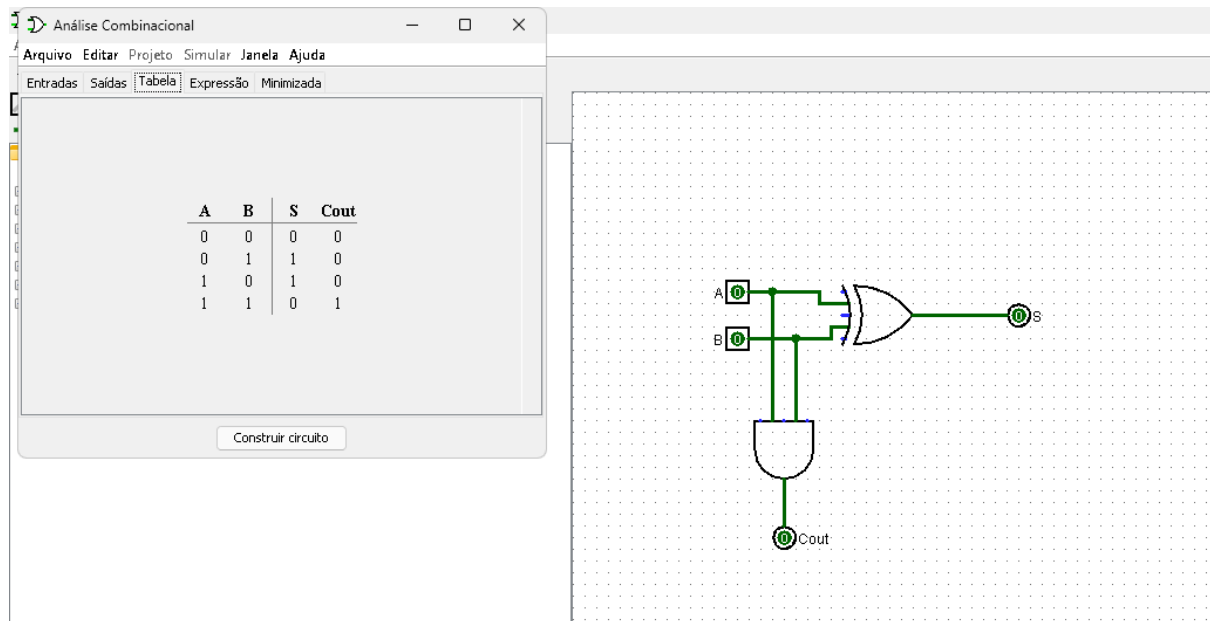 Análise Combinacional
Arquivo Editar Projeto Simular Janela Ajuda
Entradas Saídas Tabela Expressão Minimizada
A B S Cout
0 0 0 0
0 1 1 0
1 0 1 0
1 1 0 1
Construir circuito
A 0
0 S
B 0
0 Cout